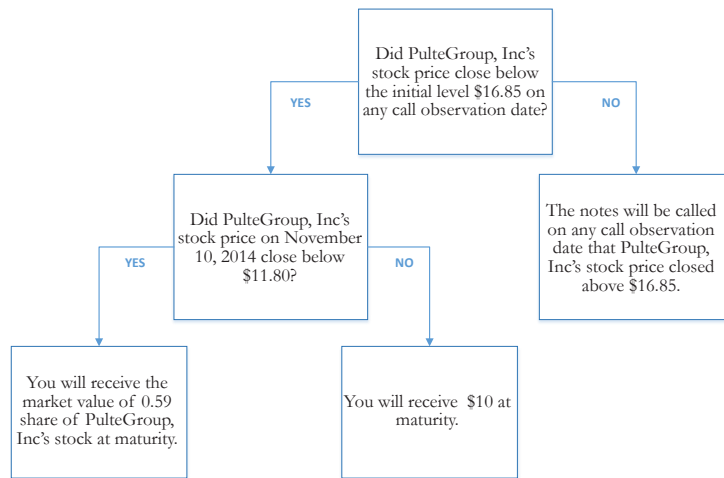 Did PulteGroup, Inc's
stock price close below
the initial level $16.85 on
any call observation date?
YES
NO
Did PulteGroup, Inc's
stock price on November
10, 2014 close below
$11.80?
The notes will be called
on any call observation
date that PulteGroup,
Inc's stock price closed
above $16.85.
YES
NO
You will receive the
market value of 0.59
share of PulteGroup,
Inc's stock at maturity.
You will receive $10 at
maturity.